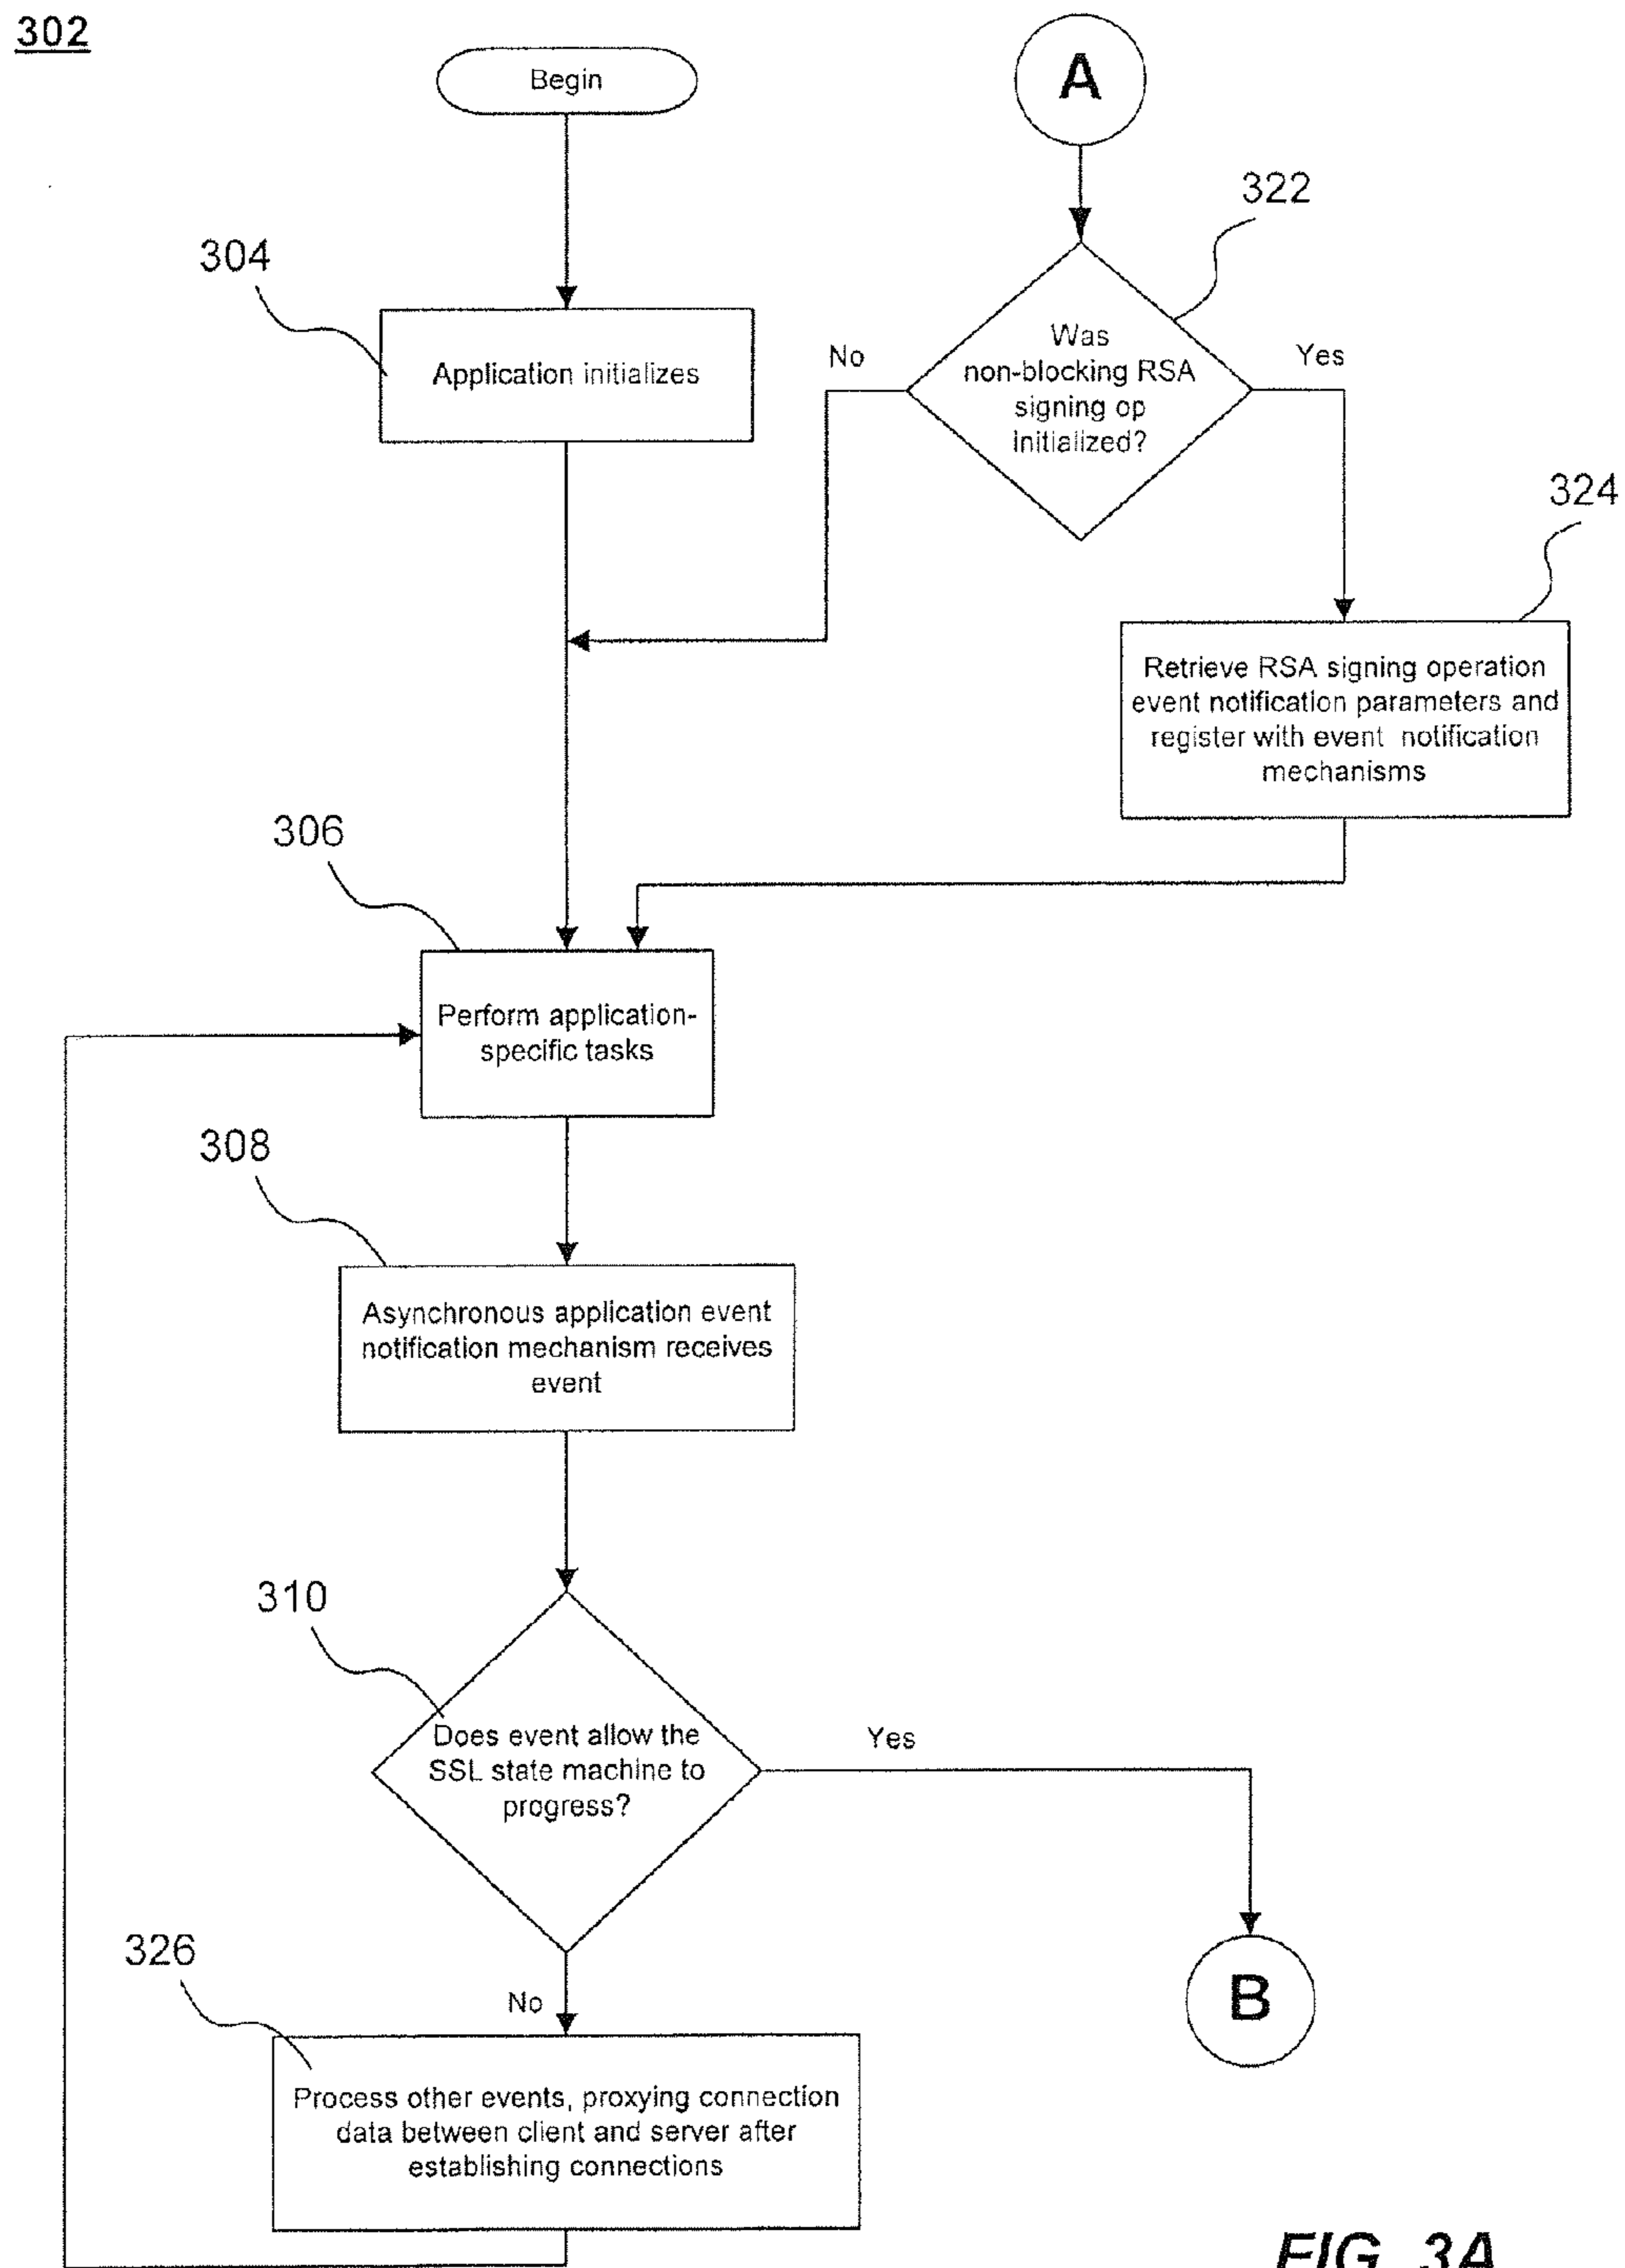 302
Begin
A
322
304
Application initializes
No
Was
non-blocking RSA
signing op
initialized?
Yes
324
Retrieve RSA signing operation
event notification parameters and
register with event notification
mechanisms
306
Perform application-
specific tasks
308
Asynchronous application event
notification mechanism receives
event
310
Does event allow the
SSL state machine to
progress?
Yes
326
No
B
Process other events, proxying connection
data between client and server after
establishing connections
FIG. 3A